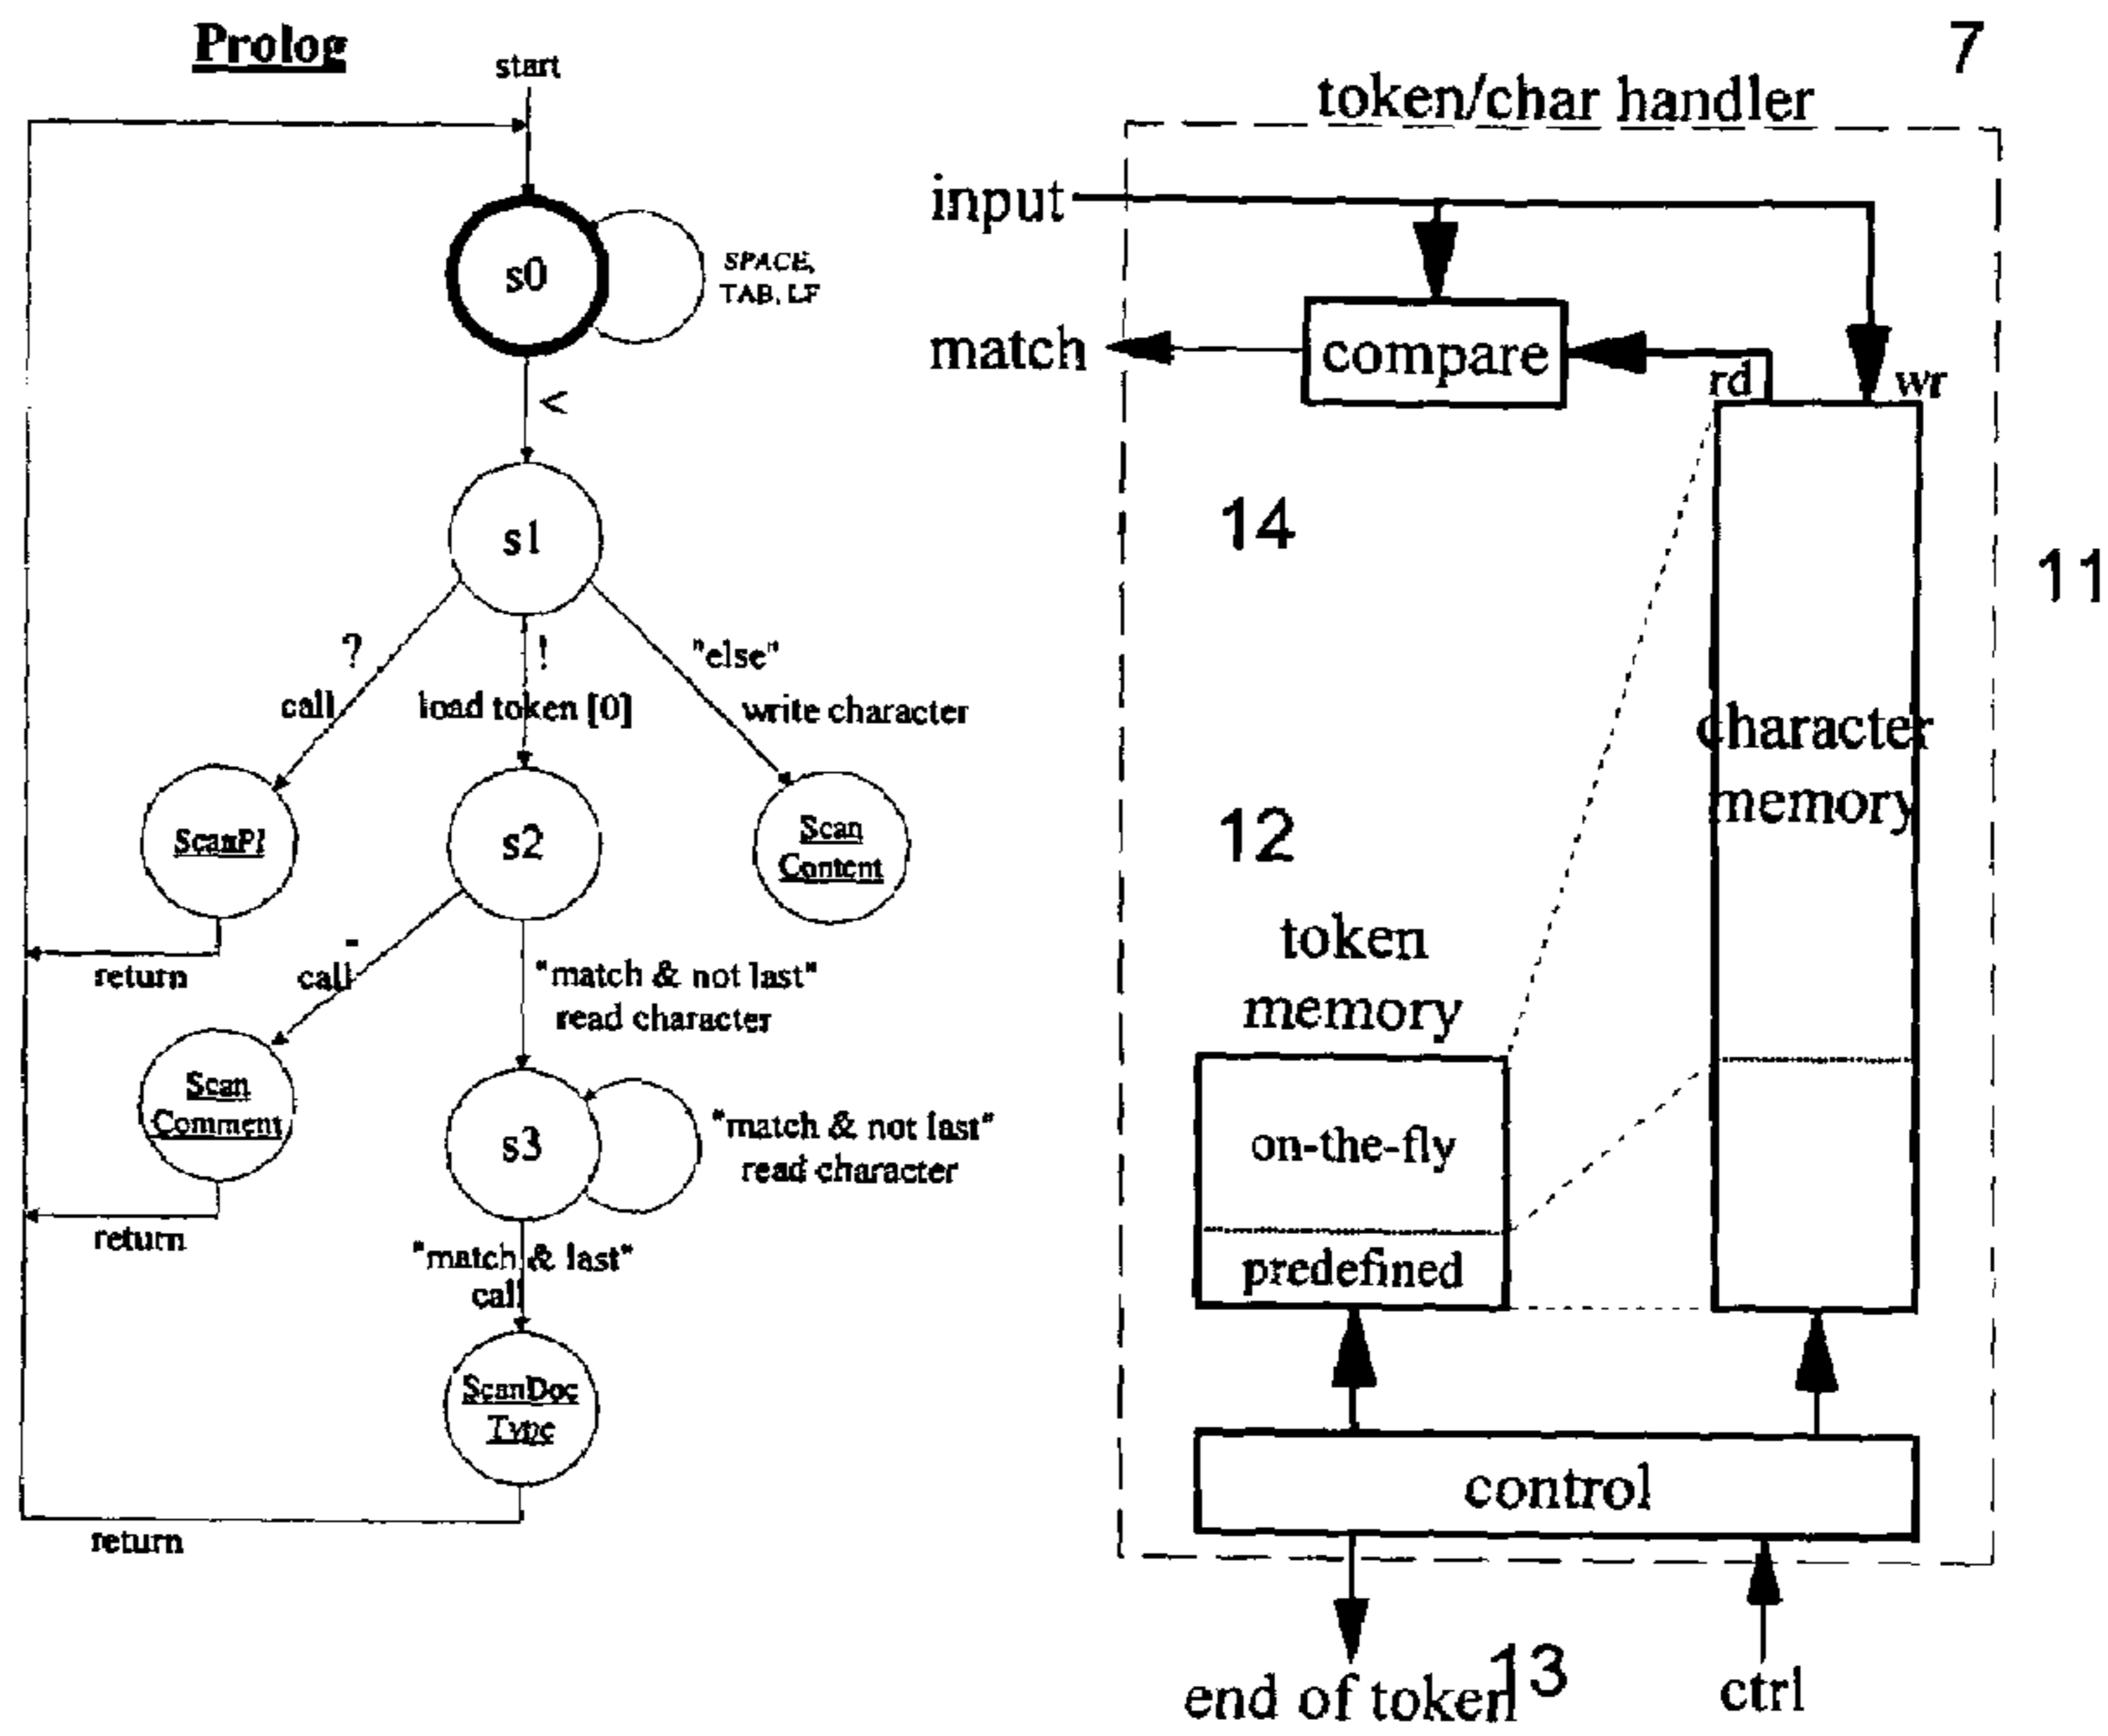 Prolog
start
s0
SPACE,
TAB, LF
<
s1
?
!
"else"
call
load token [0]
write character
ScanPI
s2
Scan
Content
return
-
call
"match & not last"
read character
Scan
Comment
s3
"match & not last"
read character
return
"match & last"
call
ScanDoc
Type
return
7
token/char handler
input
match
compare
rd
wr
14
11
character
memory
12
token
memory
on-the-fly
predefined
control
end of token
13
ctrl